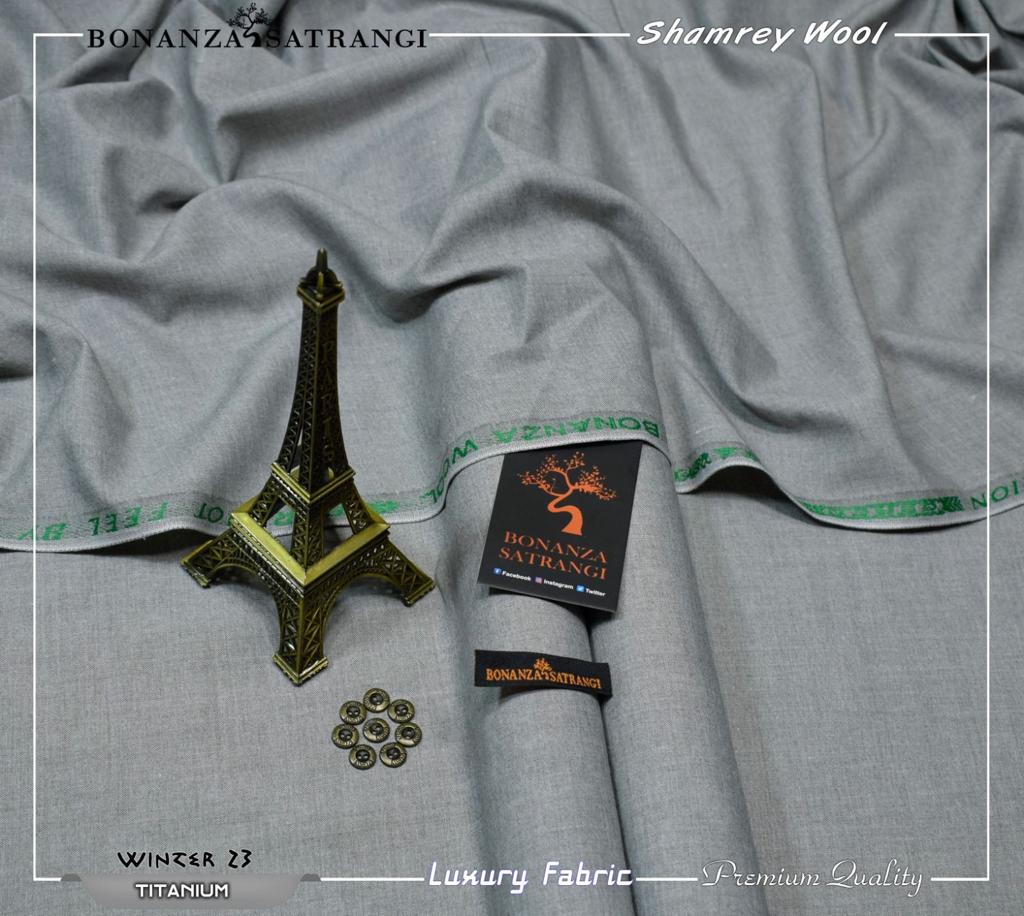 BONANZA SATRANGI
Shamrey Wool
BONANZA WOOL
FEEL BY
BONANZA
SATRANGI
Facebook Instagram Twitter
BONANZA SATRANGI
WINTER 23
TITANIUM
Luxury Fabric
Premium Quality